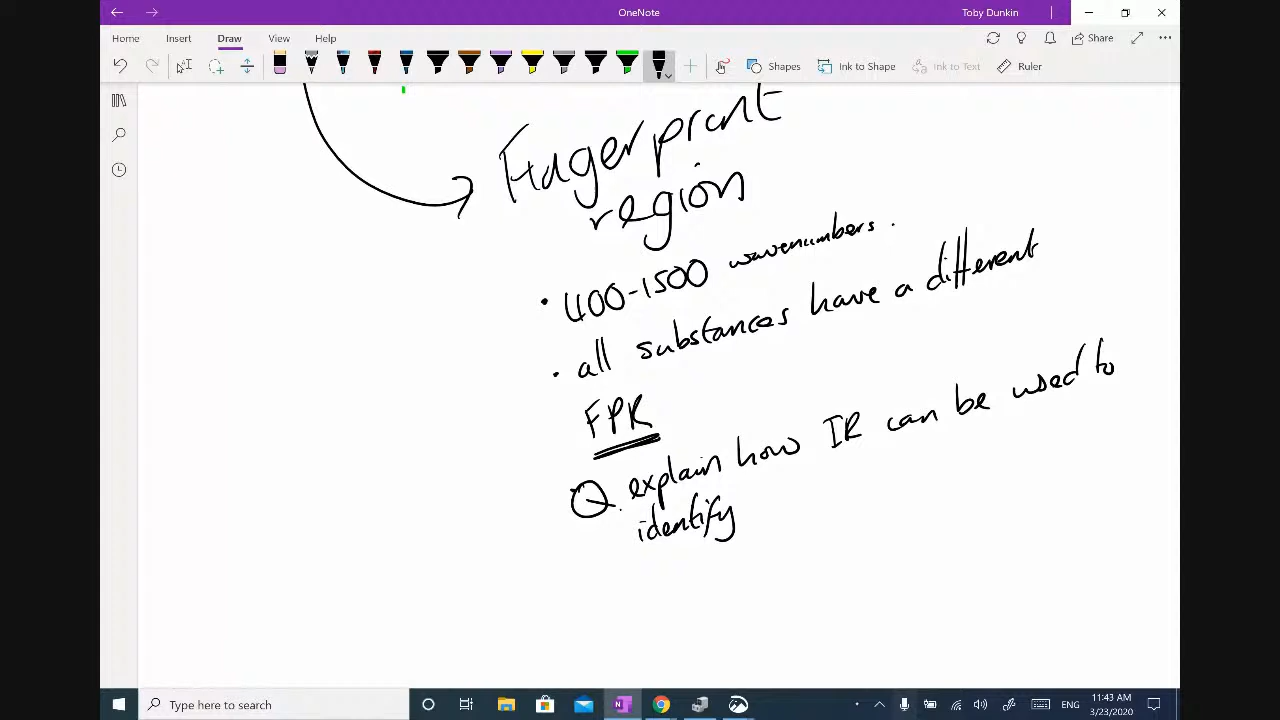 OneNote
Toby Dunkin
Home Insert Draw View Help
Share
Shapes Ink to Shape Ink to Text Ruler
Fingerprint
region
• 400-1500 wavenumbers.
• all substances have a different
FPR
Q. explain how IR can be used to
identify
Type here to search
ENG
11:43 AM
3/23/2020